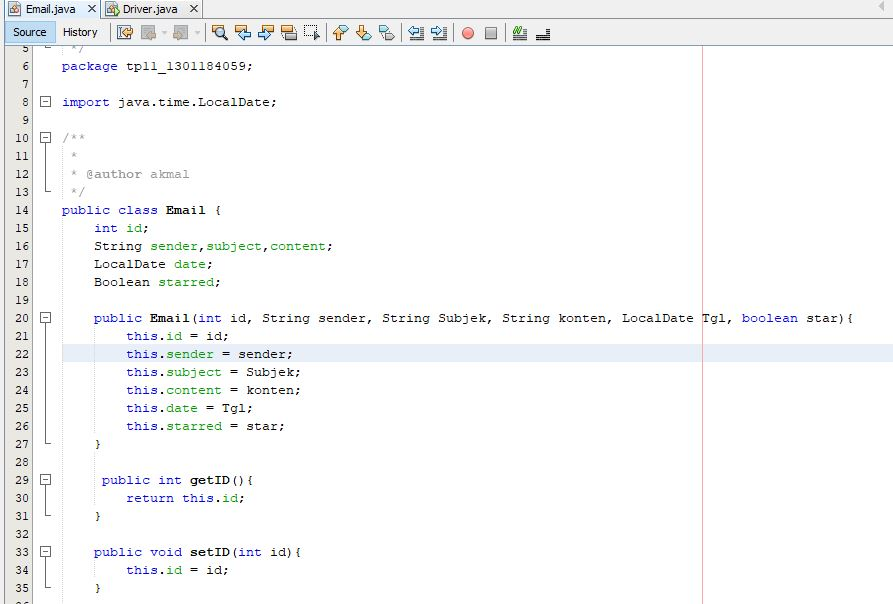 Email.java Driver.java
Source History
5 */
6 package tp11_1301184059;
7
8 import java.time.LocalDate;
9
10 /**
11 *
12 * @author akmal
13 */
14 public class Email {
15 int id;
16 String sender,subject,content;
17 LocalDate date;
18 Boolean starred;
19
20 public Email(int id, String sender, String Subjek, String konten, LocalDate Tgl, boolean star){
21 this.id = id;
22 this.sender = sender;
23 this.subject = Subjek;
24 this.content = konten;
25 this.date = Tgl;
26 this.starred = star;
27 }
28
29 public int getID(){
30 return this.id;
31 }
32
33 public void setID(int id){
34 this.id = id;
35 }